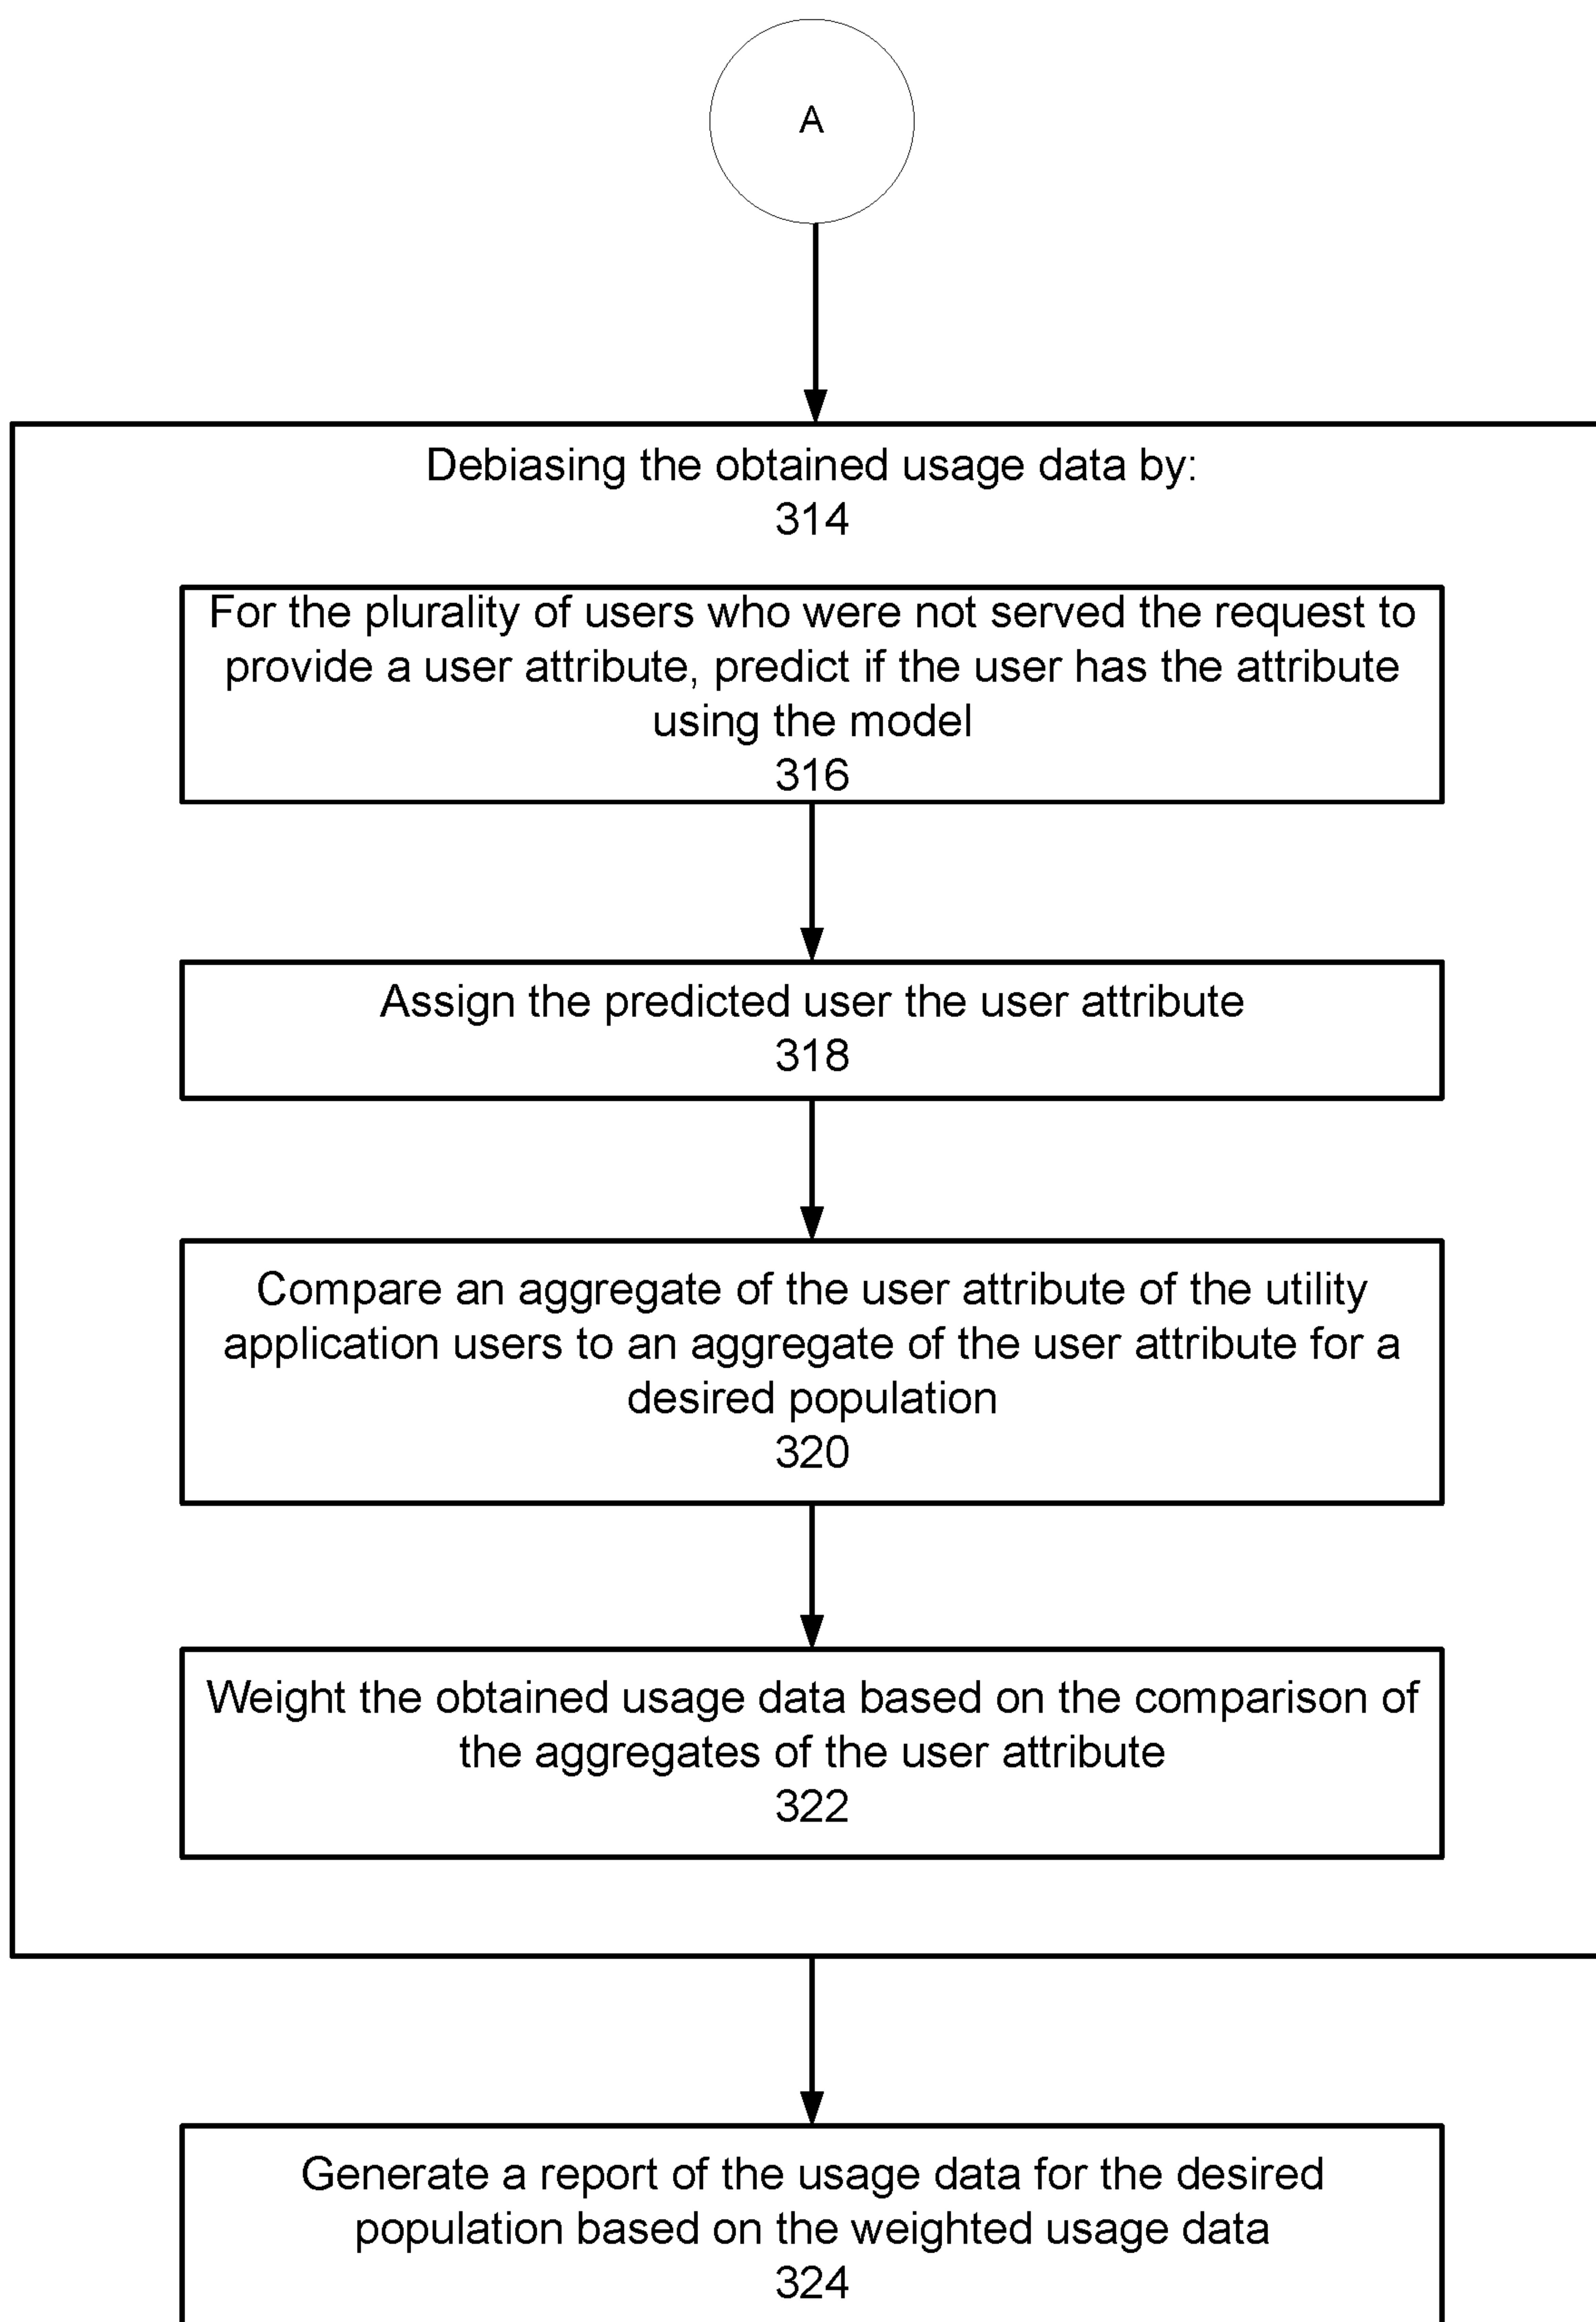 A
Debiasing the obtained usage data by:
314
For the plurality of users who were not served the request to
provide a user attribute, predict if the user has the attribute
using the model
316
Assign the predicted user the user attribute
318
Compare an aggregate of the user attribute of the utility
application users to an aggregate of the user attribute for a
desired population
320
Weight the obtained usage data based on the comparison of
the aggregates of the user attribute
322
Generate a report of the usage data for the desired
population based on the weighted usage data
324